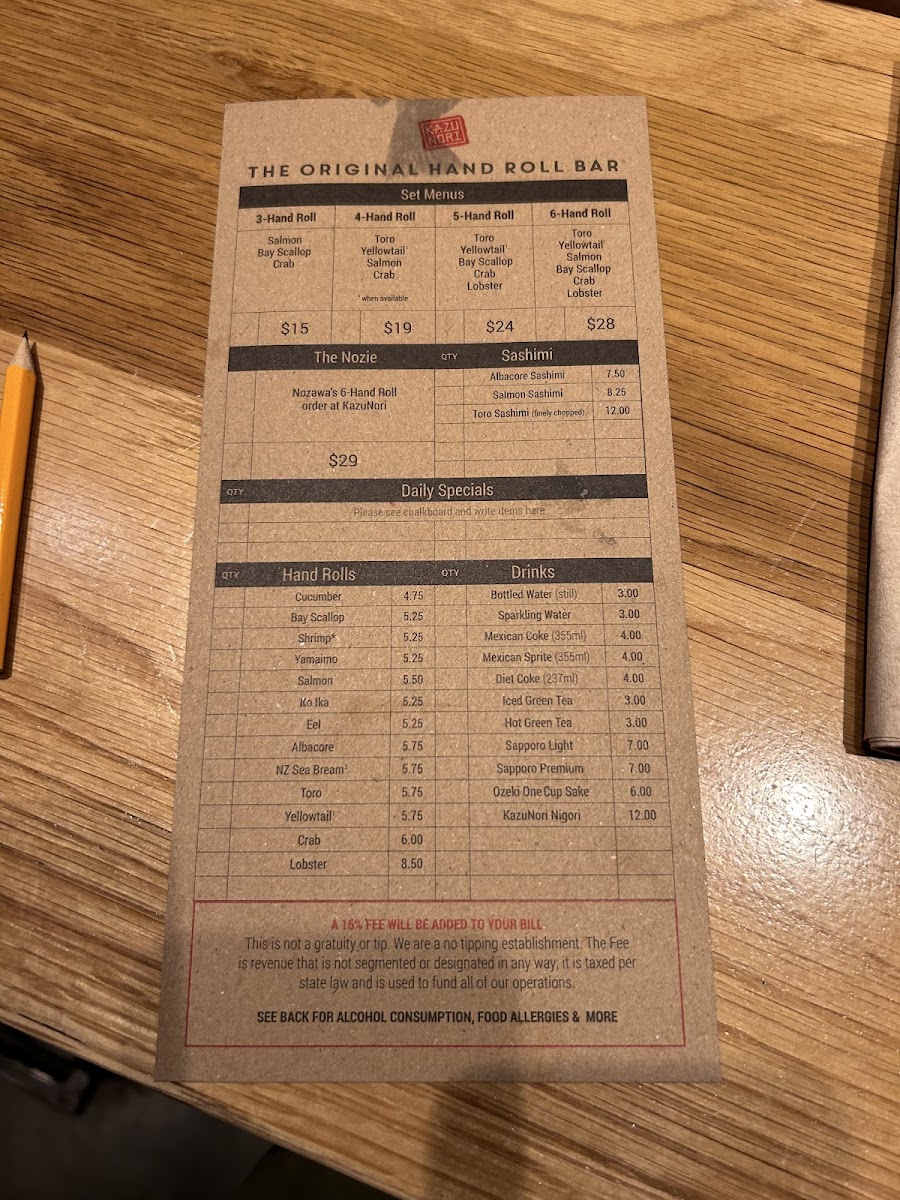 KAZU
NORI
THE ORIGINAL HAND ROLL BAR
Set Menus
3-Hand Roll 4-Hand Roll 5-Hand Roll 6-Hand Roll
Salmon
Bay Scallop
Crab
$15
Toro
Yellowtail¹
Salmon
Crab
¹ when available
$19
Toro
Yellowtail¹
Bay Scallop
Crab
Lobster
$24
Toro
Yellowtail¹
Salmon
Bay Scallop
Crab
Lobster
$28
The Nozie
Nozawa's 6-Hand Roll
order at KazuNori
$29
QTY Sashimi
Albacore Sashimi 7.50
Salmon Sashimi 8.25
Toro Sashimi (finely chopped) 12.00
QTY Daily Specials
Please see chalkboard and write items here
QTY Hand Rolls
Cucumber 4.75
Bay Scallop 5.25
Shrimp* 5.25
Yamaimo 5.25
Salmon 5.50
Ko Ika 5.25
Eel 5.25
Albacore 5.75
NZ Sea Bream² 5.75
Toro 5.75
Yellowtail¹ 5.75
Crab 6.00
Lobster 8.50
QTY Drinks
Bottled Water (still) 3.00
Sparkling Water 3.00
Mexican Coke (355ml) 4.00
Mexican Sprite (355ml) 4.00
Diet Coke (237ml) 4.00
Iced Green Tea 3.00
Hot Green Tea 3.00
Sapporo Light 7.00
Sapporo Premium 7.00
Ozeki One Cup Sake 6.00
KazuNori Nigori 12.00
A 16% FEE WILL BE ADDED TO YOUR BILL
This is not a gratuity or tip. We are a no tipping establishment. The Fee
is revenue that is not segmented or designated in any way; it is taxed per
state law and is used to fund all of our operations.
SEE BACK FOR ALCOHOL CONSUMPTION, FOOD ALLERGIES & MORE